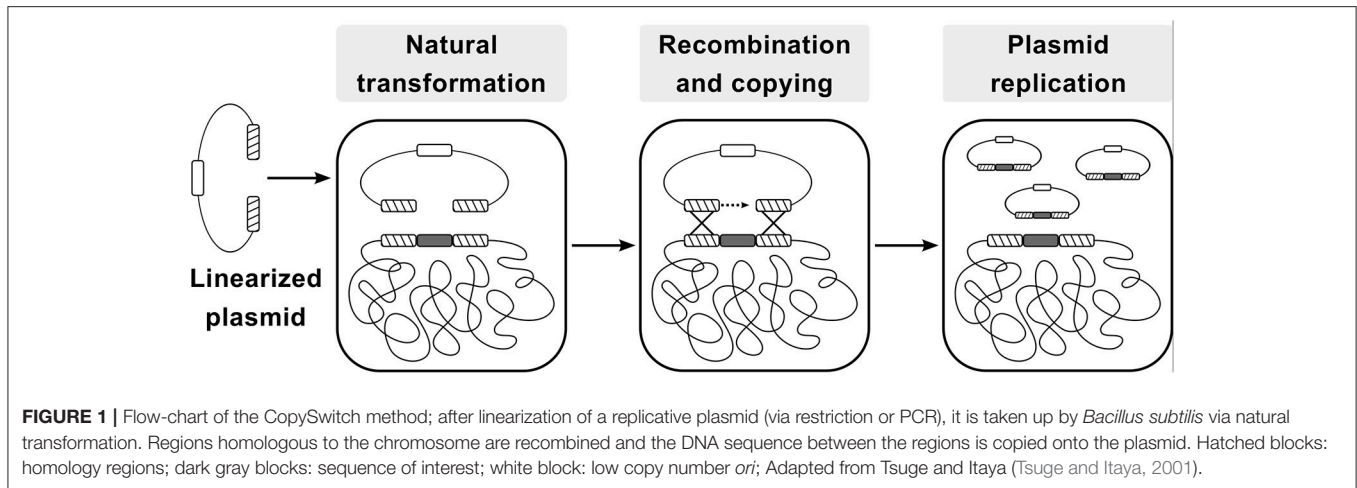 Natural
transformation
Recombination
and copying
Plasmid
replication
Linearized
plasmid
FIGURE 1 | Flow-chart of the CopySwitch method; after linearization of a replicative plasmid (via restriction or PCR), it is taken up by Bacillus subtilis via natural
transformation. Regions homologous to the chromosome are recombined and the DNA sequence between the regions is copied onto the plasmid. Hatched blocks:
homology regions; dark gray blocks: sequence of interest; white block: low copy number ori; Adapted from Tsuge and Itaya (Tsuge and Itaya, 2001).